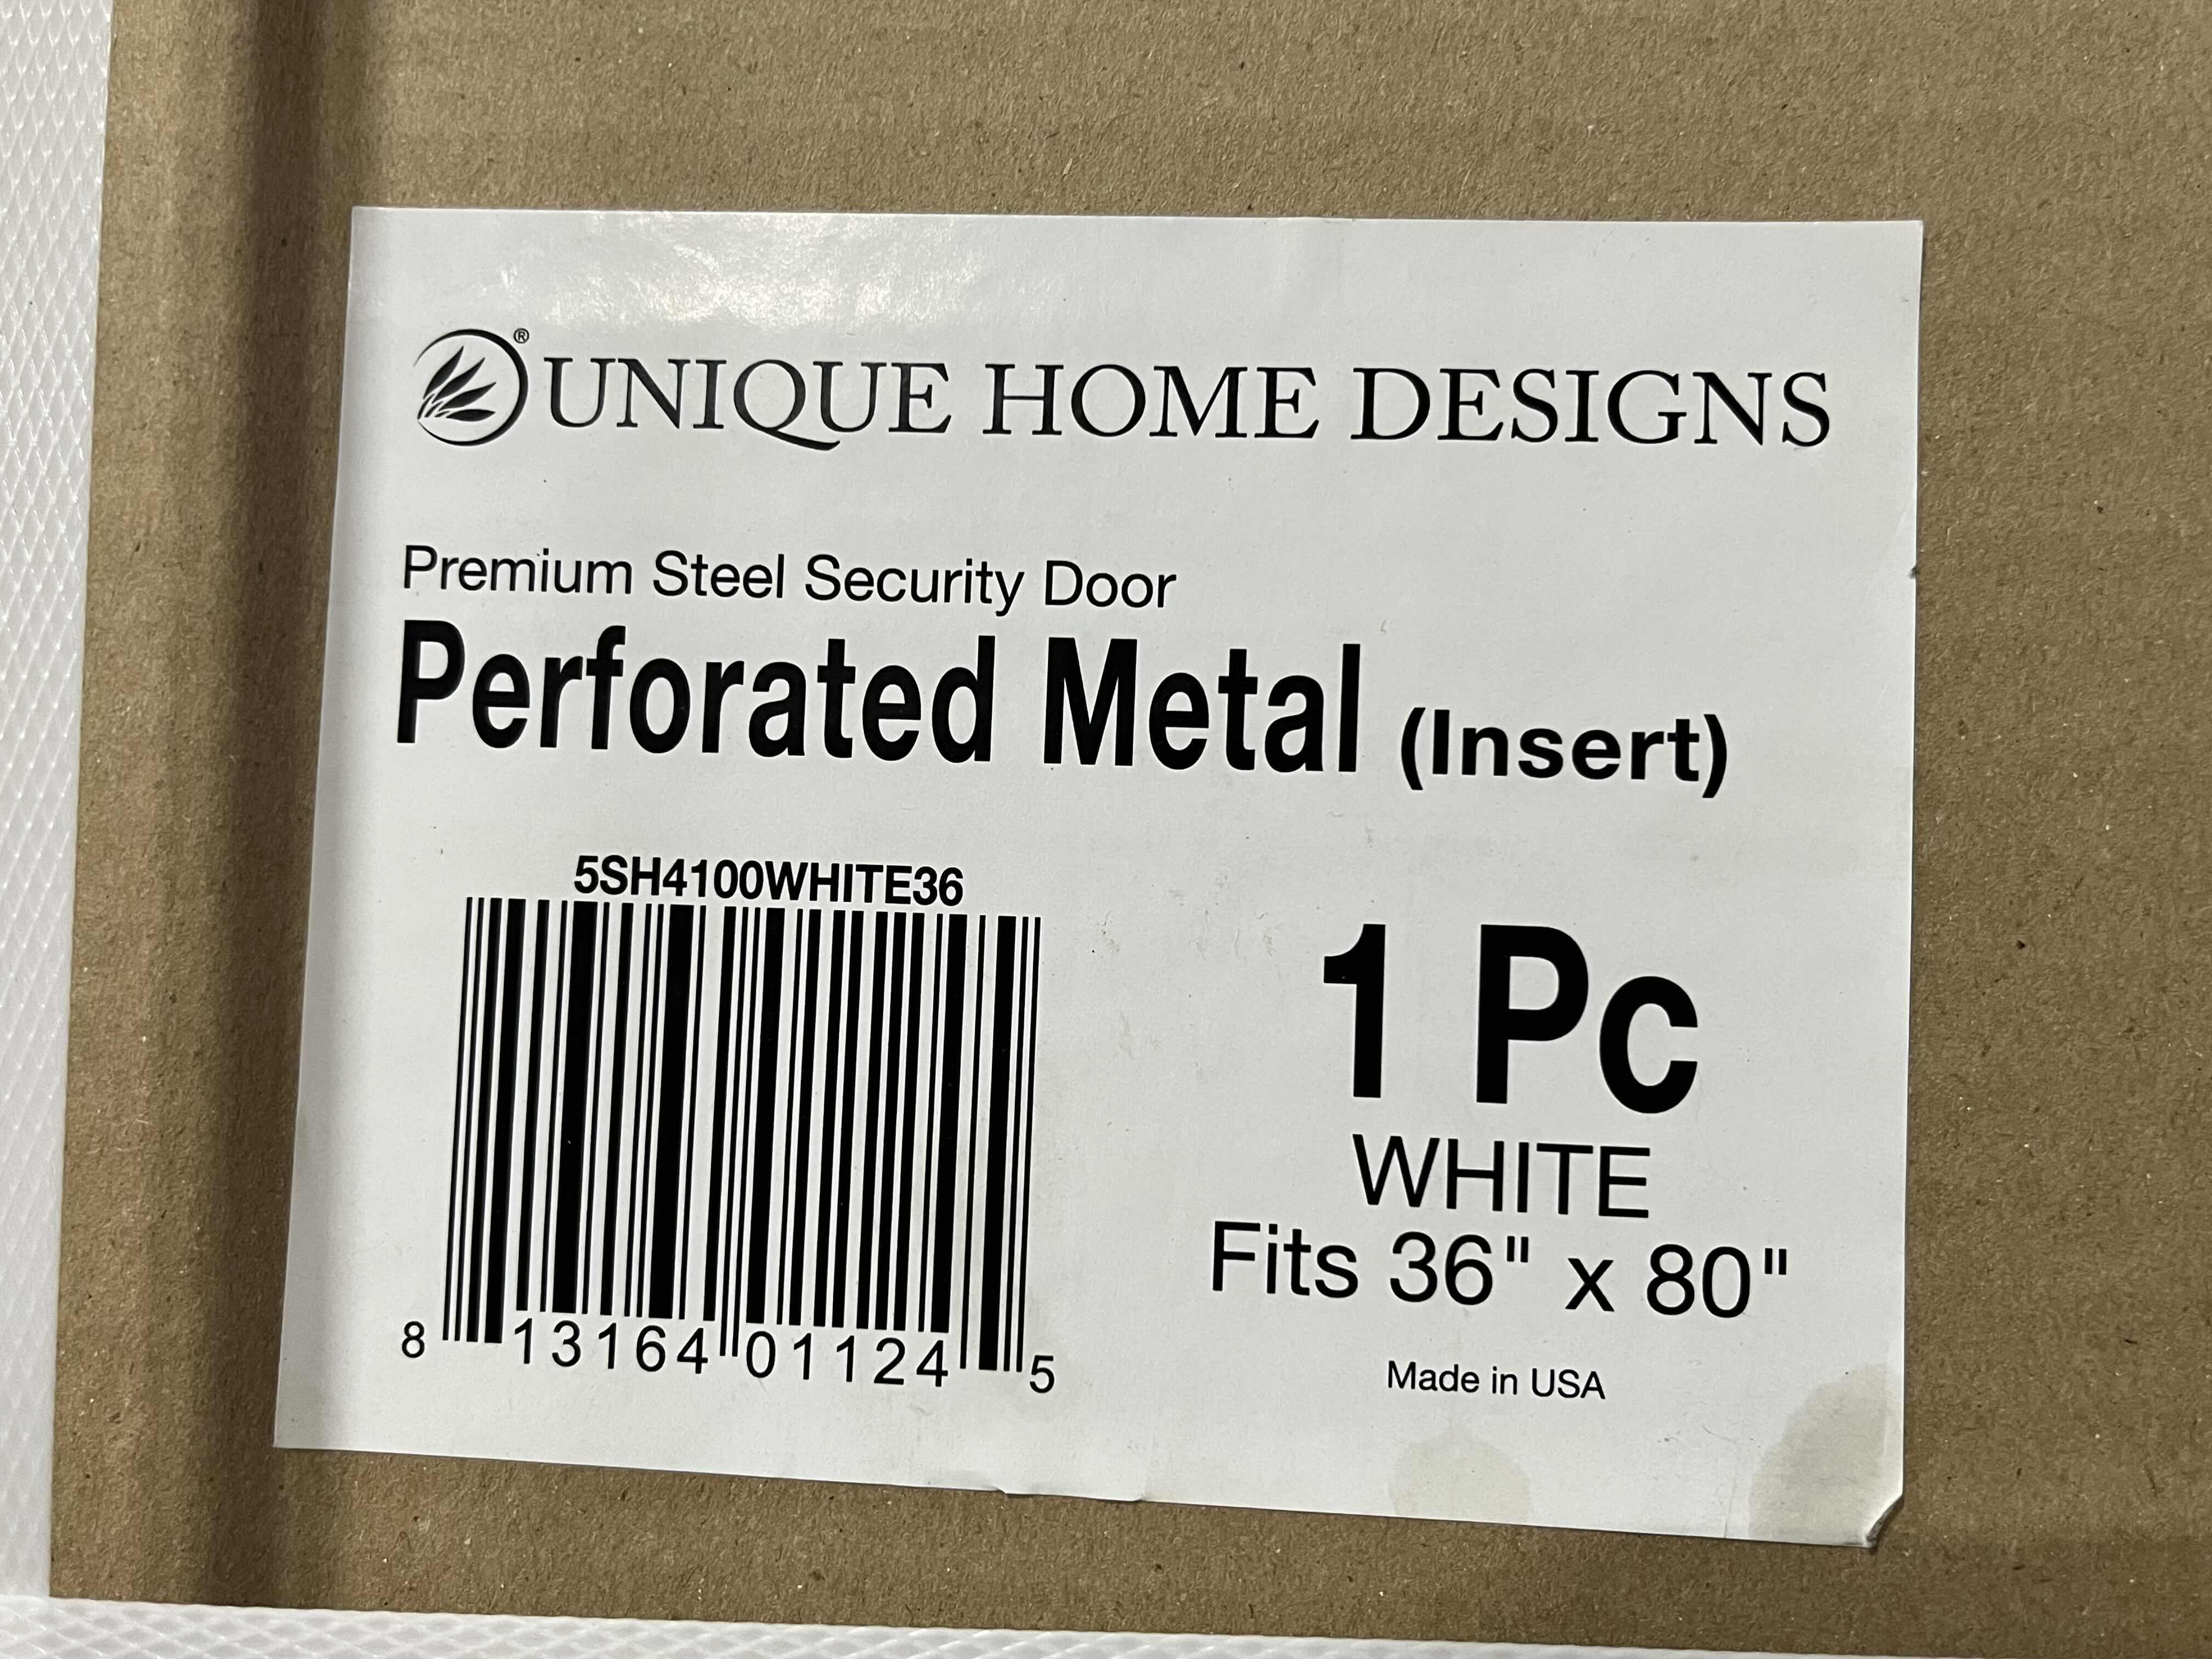 ® UNIQUE HOME DESIGNS
Premium Steel Security Door
Perforated Metal (Insert)
5SH4100WHITE36
8 13164 01124 5
1 Pc
WHITE
Fits 36" x 80"
Made in USA